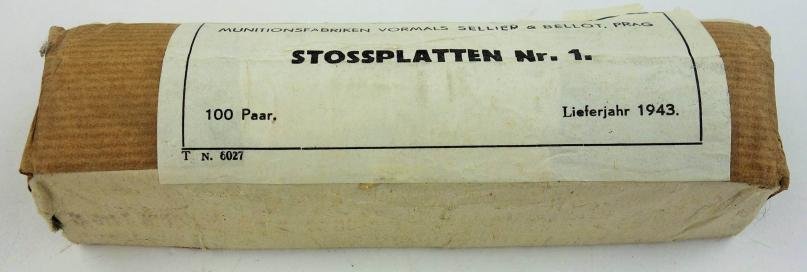 MUNITIONSFABRIKEN VORMALS SELLIER & BELLOT, PRAG
STOSSPLATTEN Nr. 1.
100 Paar. Lieferjahr 1943.
T N. 6027